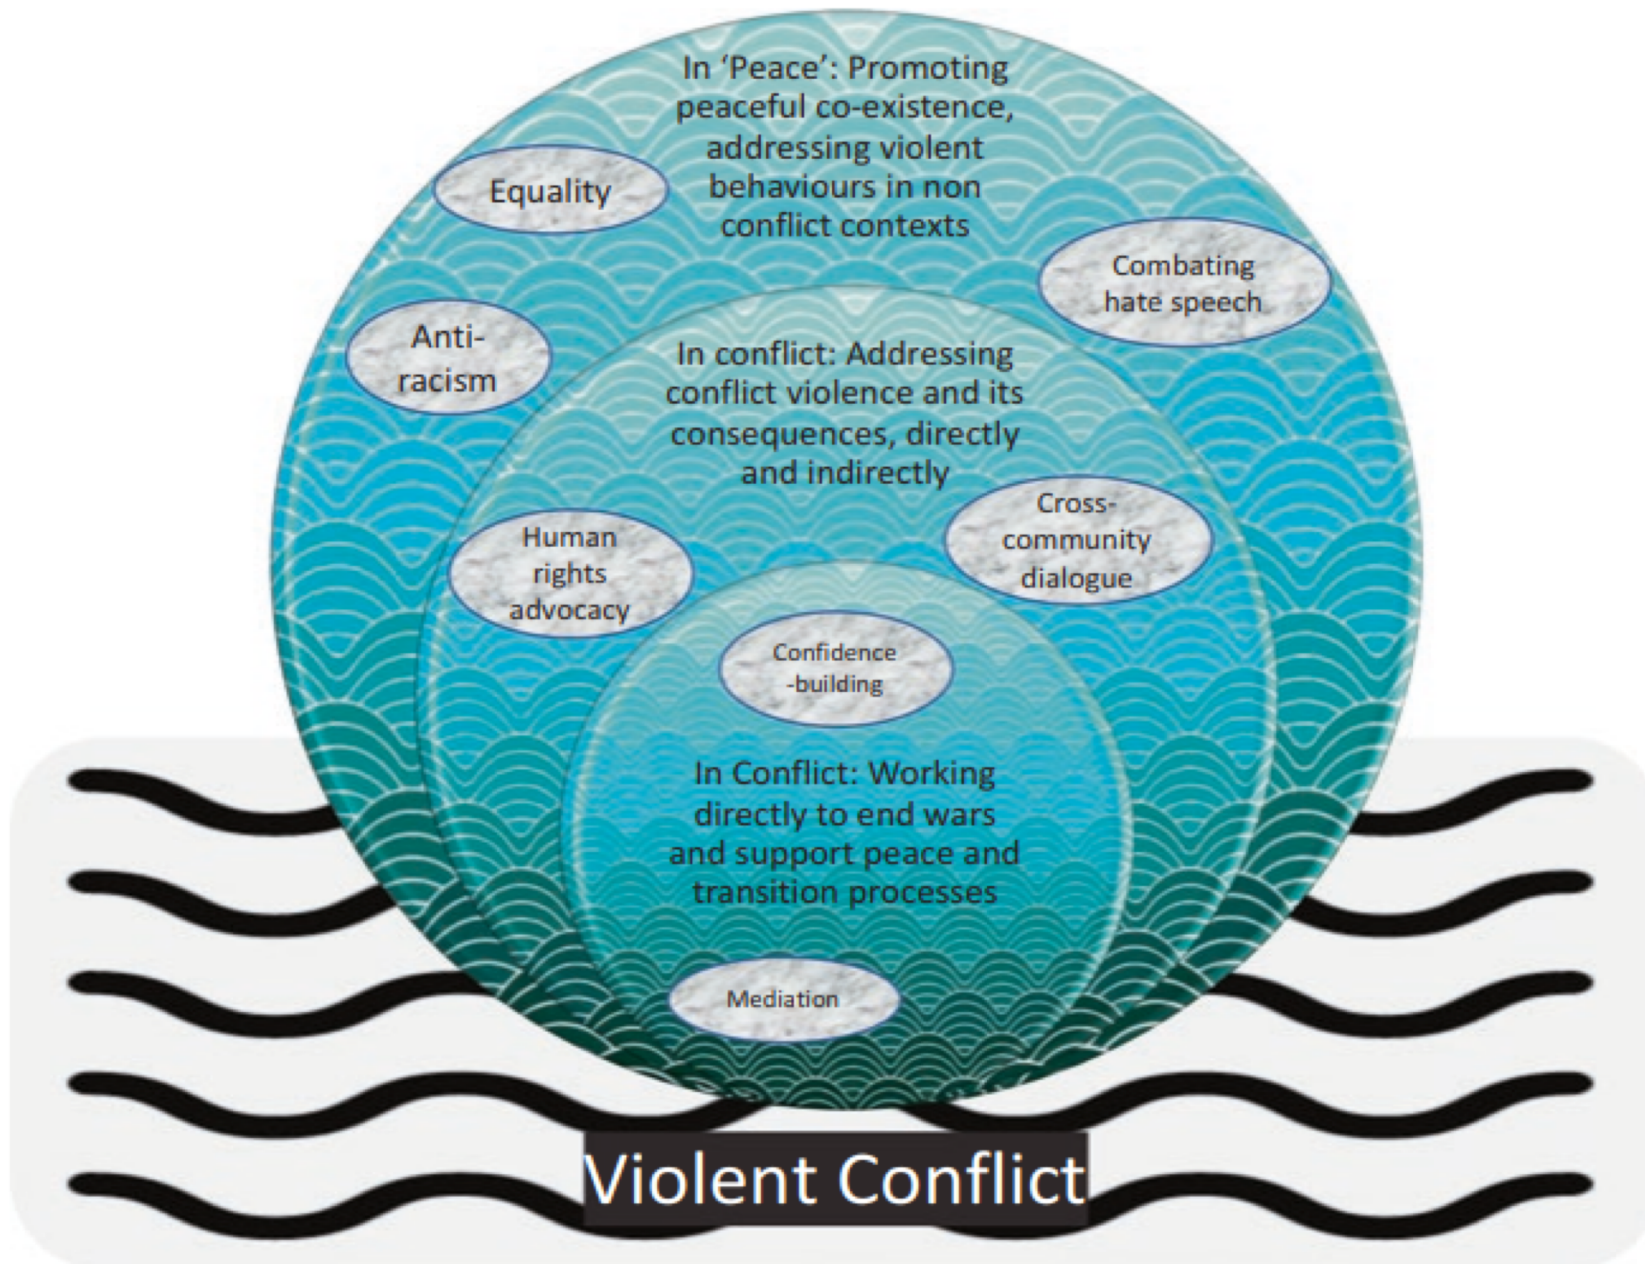 In ‘Peace’: Promoting
peaceful co-existence,
addressing violent
behaviours in non
conflict contexts
Equality
Combating
hate speech
Anti-
racism
In conflict: Addressing
conflict violence and its
consequences, directly
and indirectly
Human
rights
advocacy
Cross-
community
dialogue
Confidence
-building
In Conflict: Working
directly to end wars
and support peace and
transition processes
Mediation
Violent Conflict